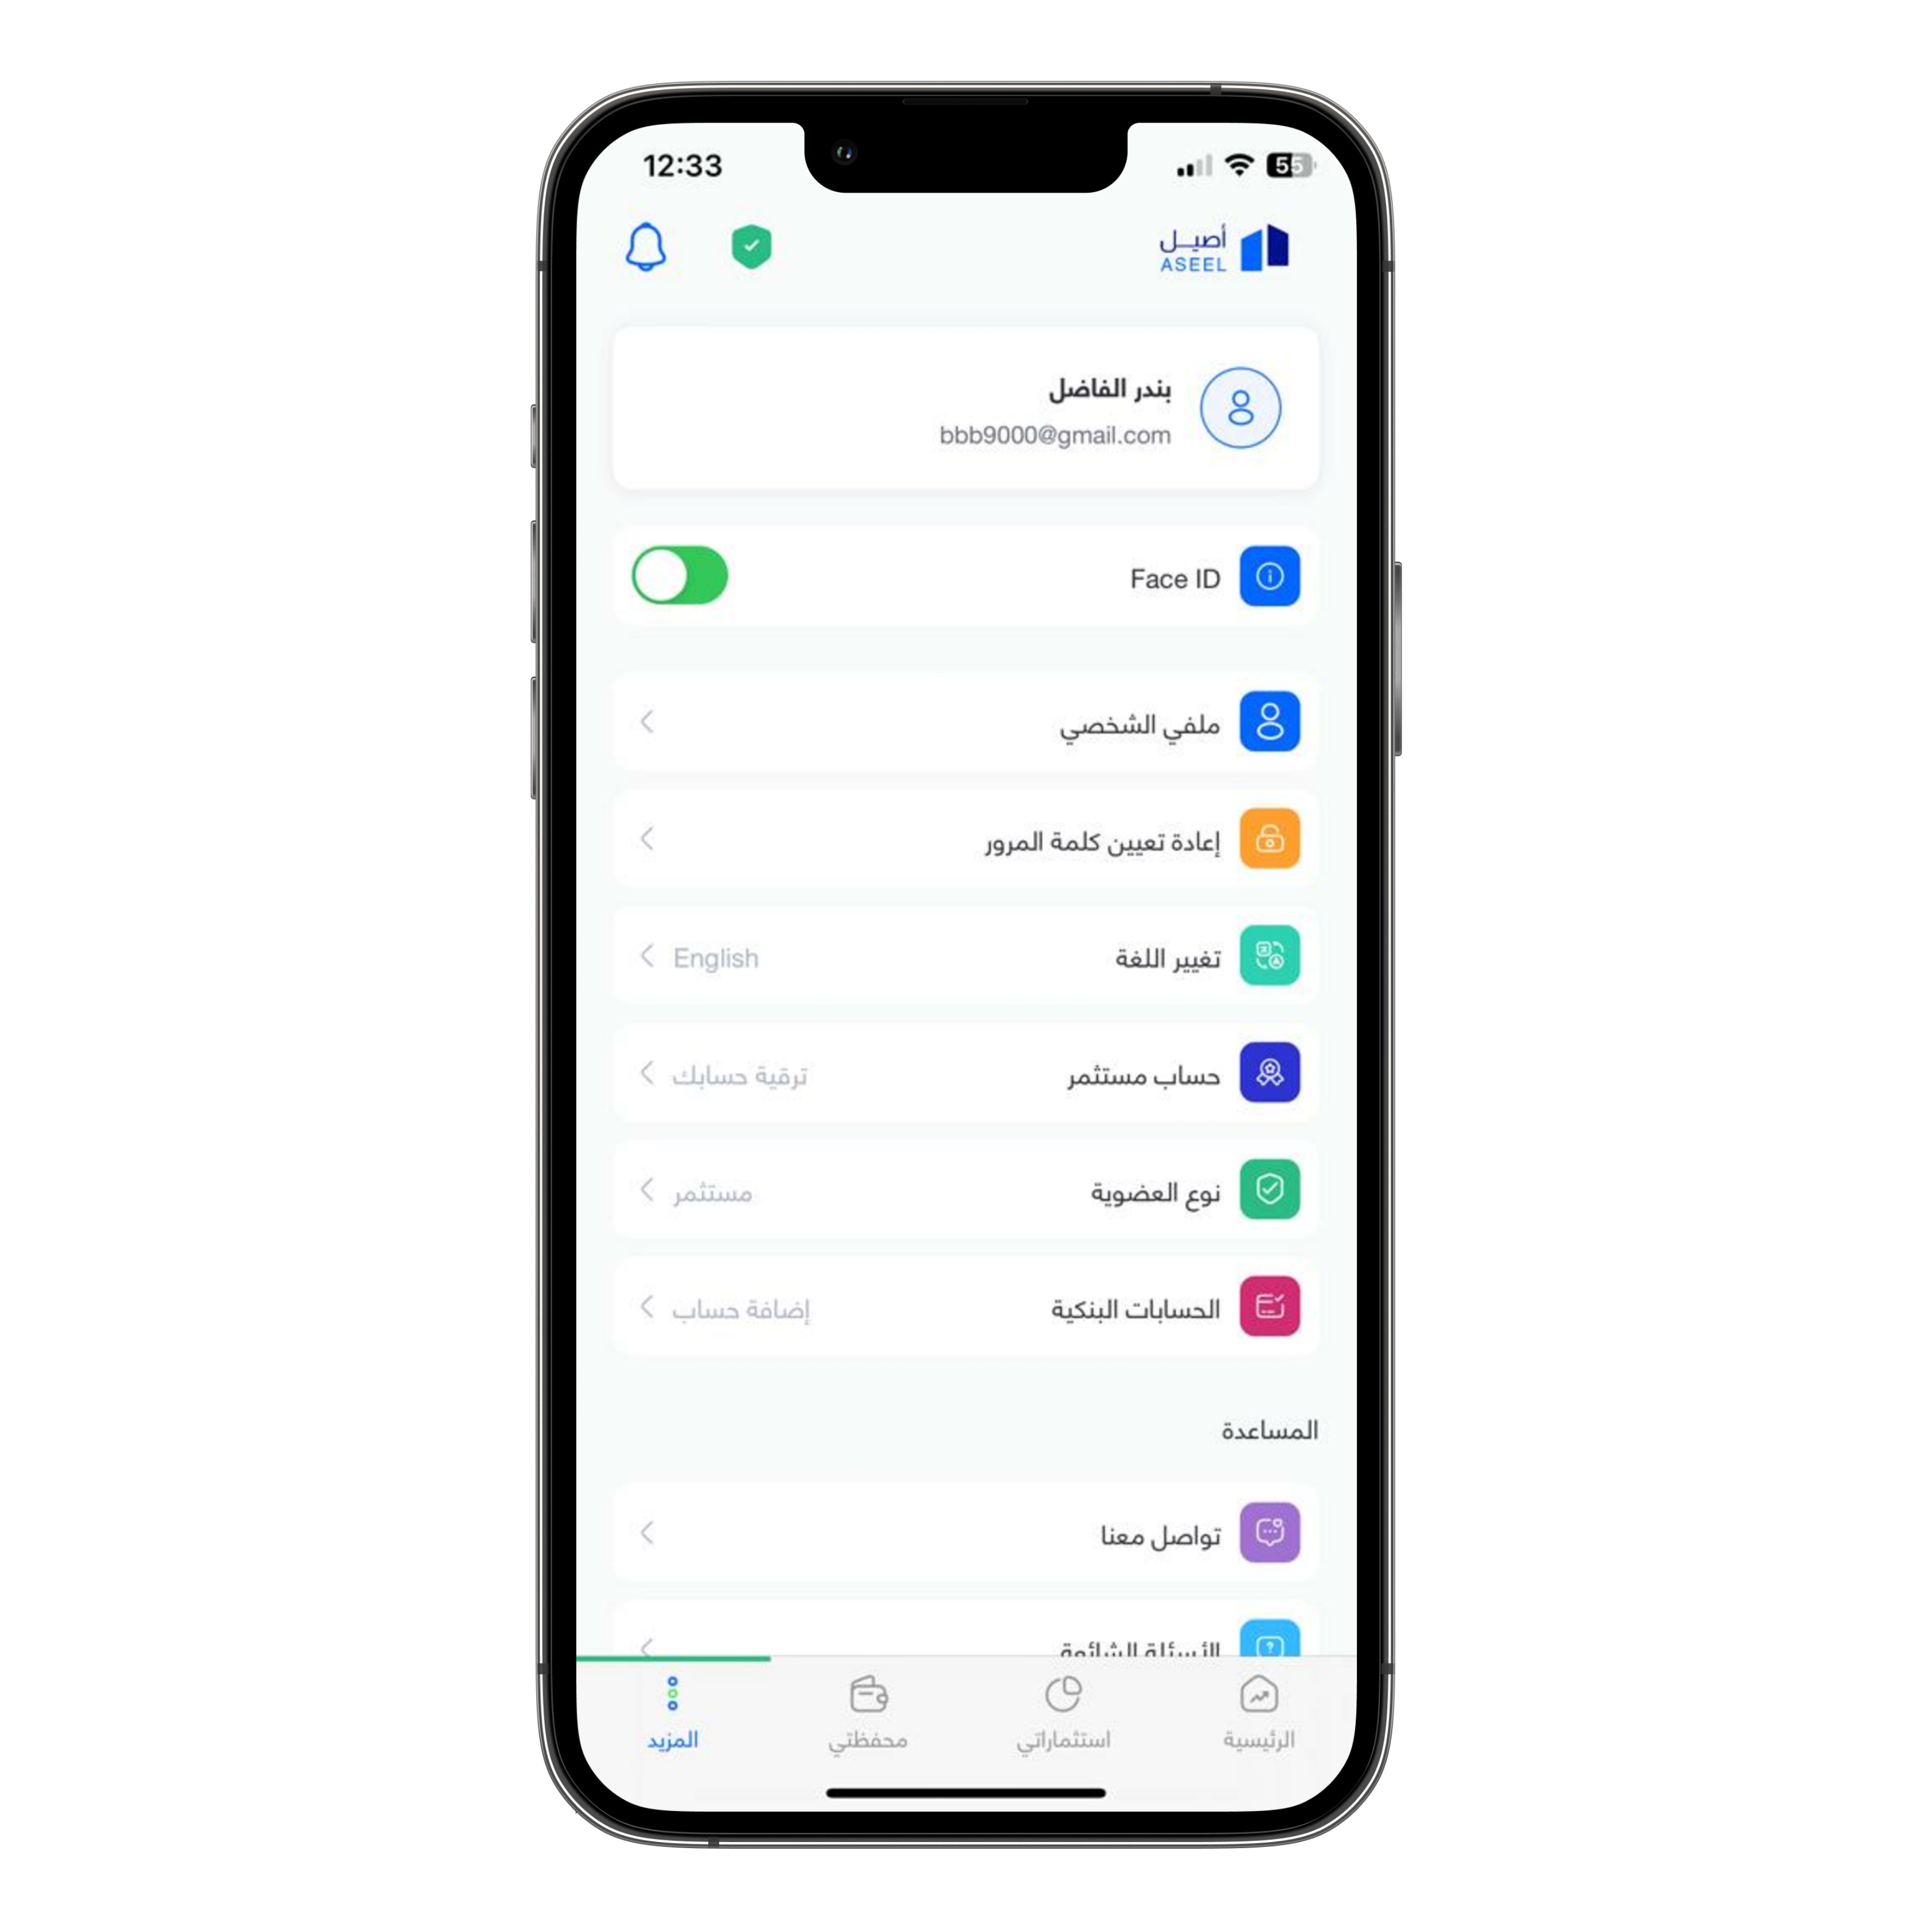 12:33
55
أصيـل
ASEEL
بندر الفاضل
bbb9000@gmail.com
Face ID
ملفي الشخصي
إعادة تعيين كلمة المرور
تغيير اللغة English
حساب مستثمر ترقية حسابك
نوع العضوية مستثمر
الحسابات البنكية إضافة حساب
المساعدة
تواصل معنا
الأسئلة الشائعة
الرئيسية استثماراتي محفظتي المزيد